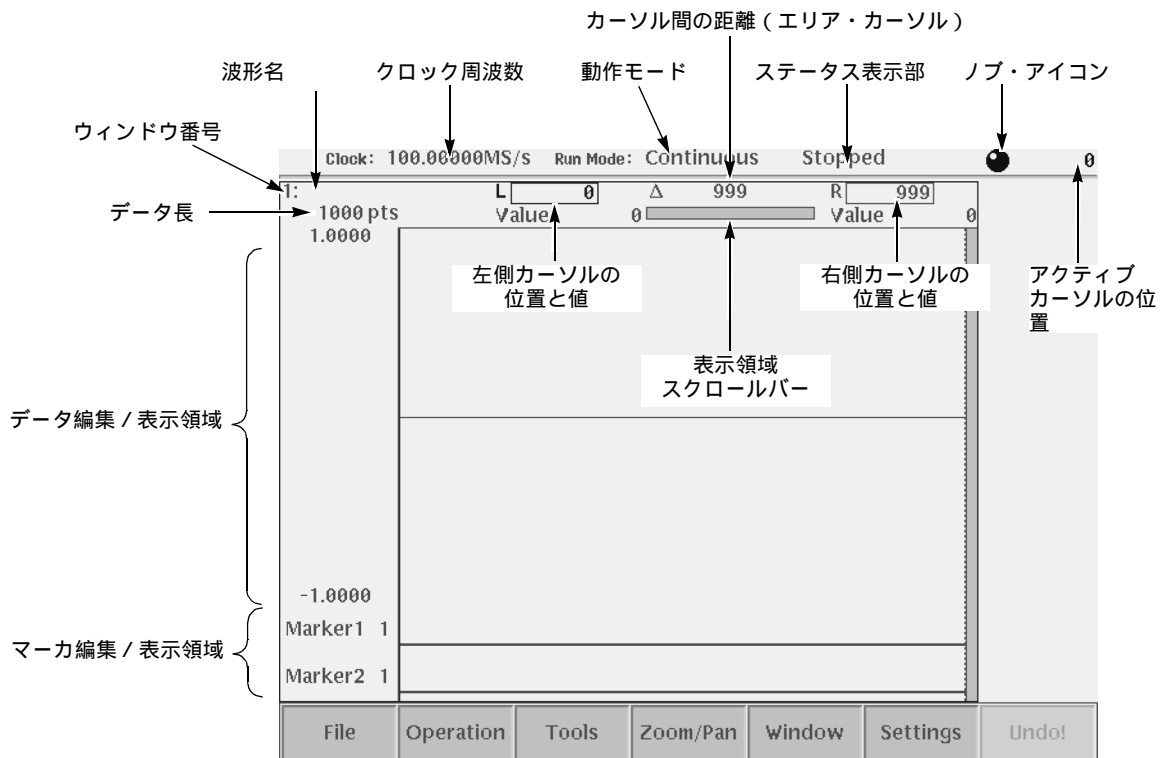 カーソル間の距離 ( エリア・カーソル )
波形名
クロック周波数
動作モード
ステータス表示部
ノブ・アイコン
ウィンドウ番号
Clock: 100.00000MS/s Run Mode: Continuous Stopped 0
1: L 0 Δ 999 R 999
データ長
1000 pts Value 0 Value 0
1.0000
左側カーソルの
位置と値
右側カーソルの
位置と値
アクティブ
カーソルの位
置
表示領域
スクロールバー
データ編集 / 表示領域
-1.0000
Marker1 1
マーカ編集 / 表示領域
Marker2 1
File Operation Tools Zoom/Pan Window Settings Undo!